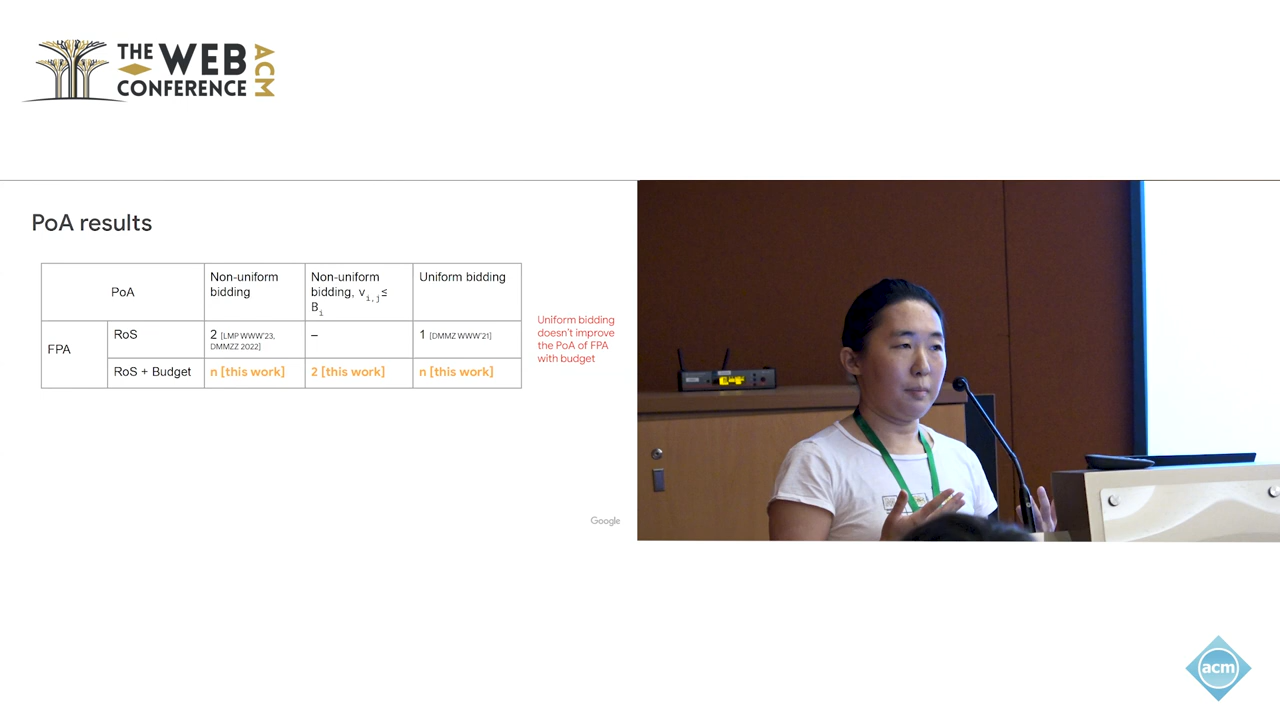 THE WEB
CONFERENCE
ACM
PoA results
PoA
Non-uniform
bidding
Non-uniform
bidding, v i,j ≤
B i
Uniform bidding
FPA
RoS
2 [LMP WWW'23,
DMMZZ 2022]
–
1 [DMMZ WWW'21]
RoS + Budget
n [this work]
2 [this work]
n [this work]
Uniform bidding
doesn't improve
the PoA of FPA
with budget
Google
acm